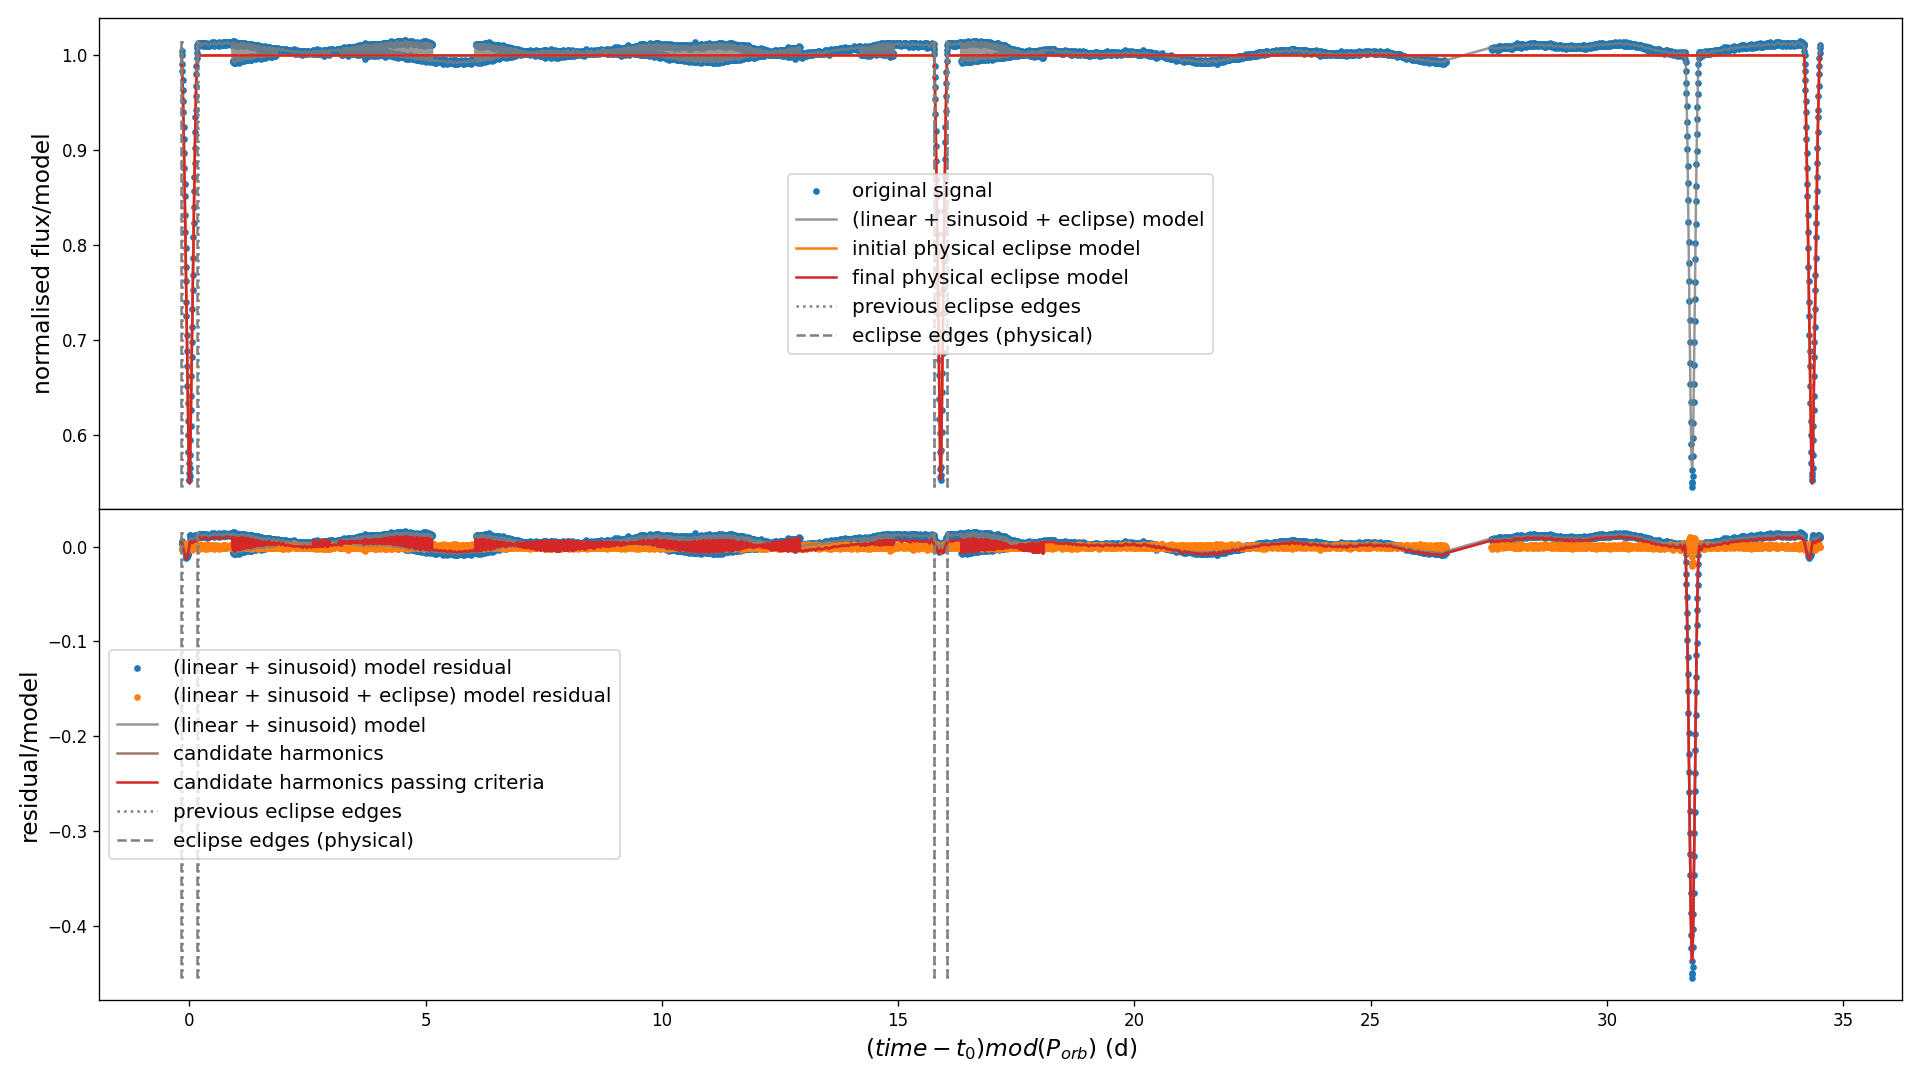 1.0
0.9
0.8
0.7
0.6
normalised flux/model
original signal
(linear + sinusoid + eclipse) model
initial physical eclipse model
final physical eclipse model
previous eclipse edges
eclipse edges (physical)
0.0
−0.1
−0.2
−0.3
−0.4
residual/model
(linear + sinusoid) model residual
(linear + sinusoid + eclipse) model residual
(linear + sinusoid) model
candidate harmonics
candidate harmonics passing criteria
previous eclipse edges
eclipse edges (physical)
0 5 10 15 20 25 30 35
(time − t₀)mod(P_orb) (d)